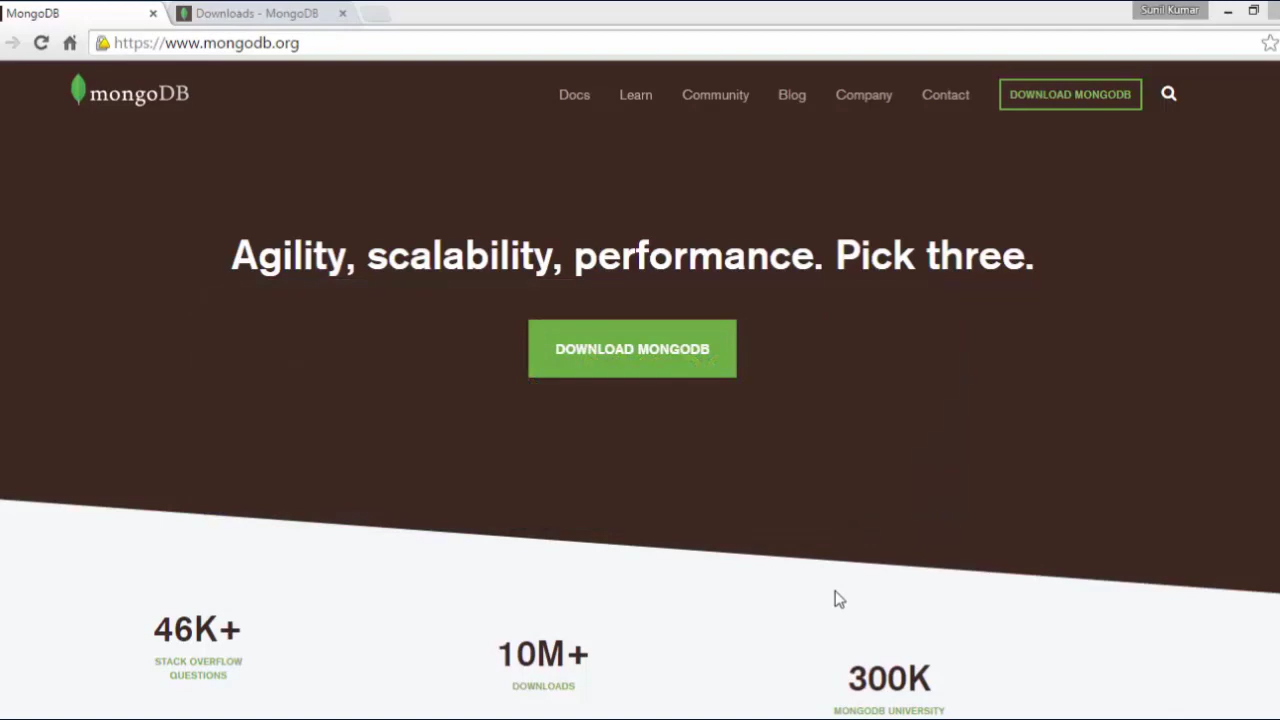 MongoDB
Downloads - MongoDB
Sunil Kumar
https://www.mongodb.org
mongoDB
Docs
Learn
Community
Blog
Company
Contact
DOWNLOAD MONGODB
Agility, scalability, performance. Pick three.
DOWNLOAD MONGODB
46K+
STACK OVERFLOW
QUESTIONS
10M+
DOWNLOADS
300K
MONGODB UNIVERSITY